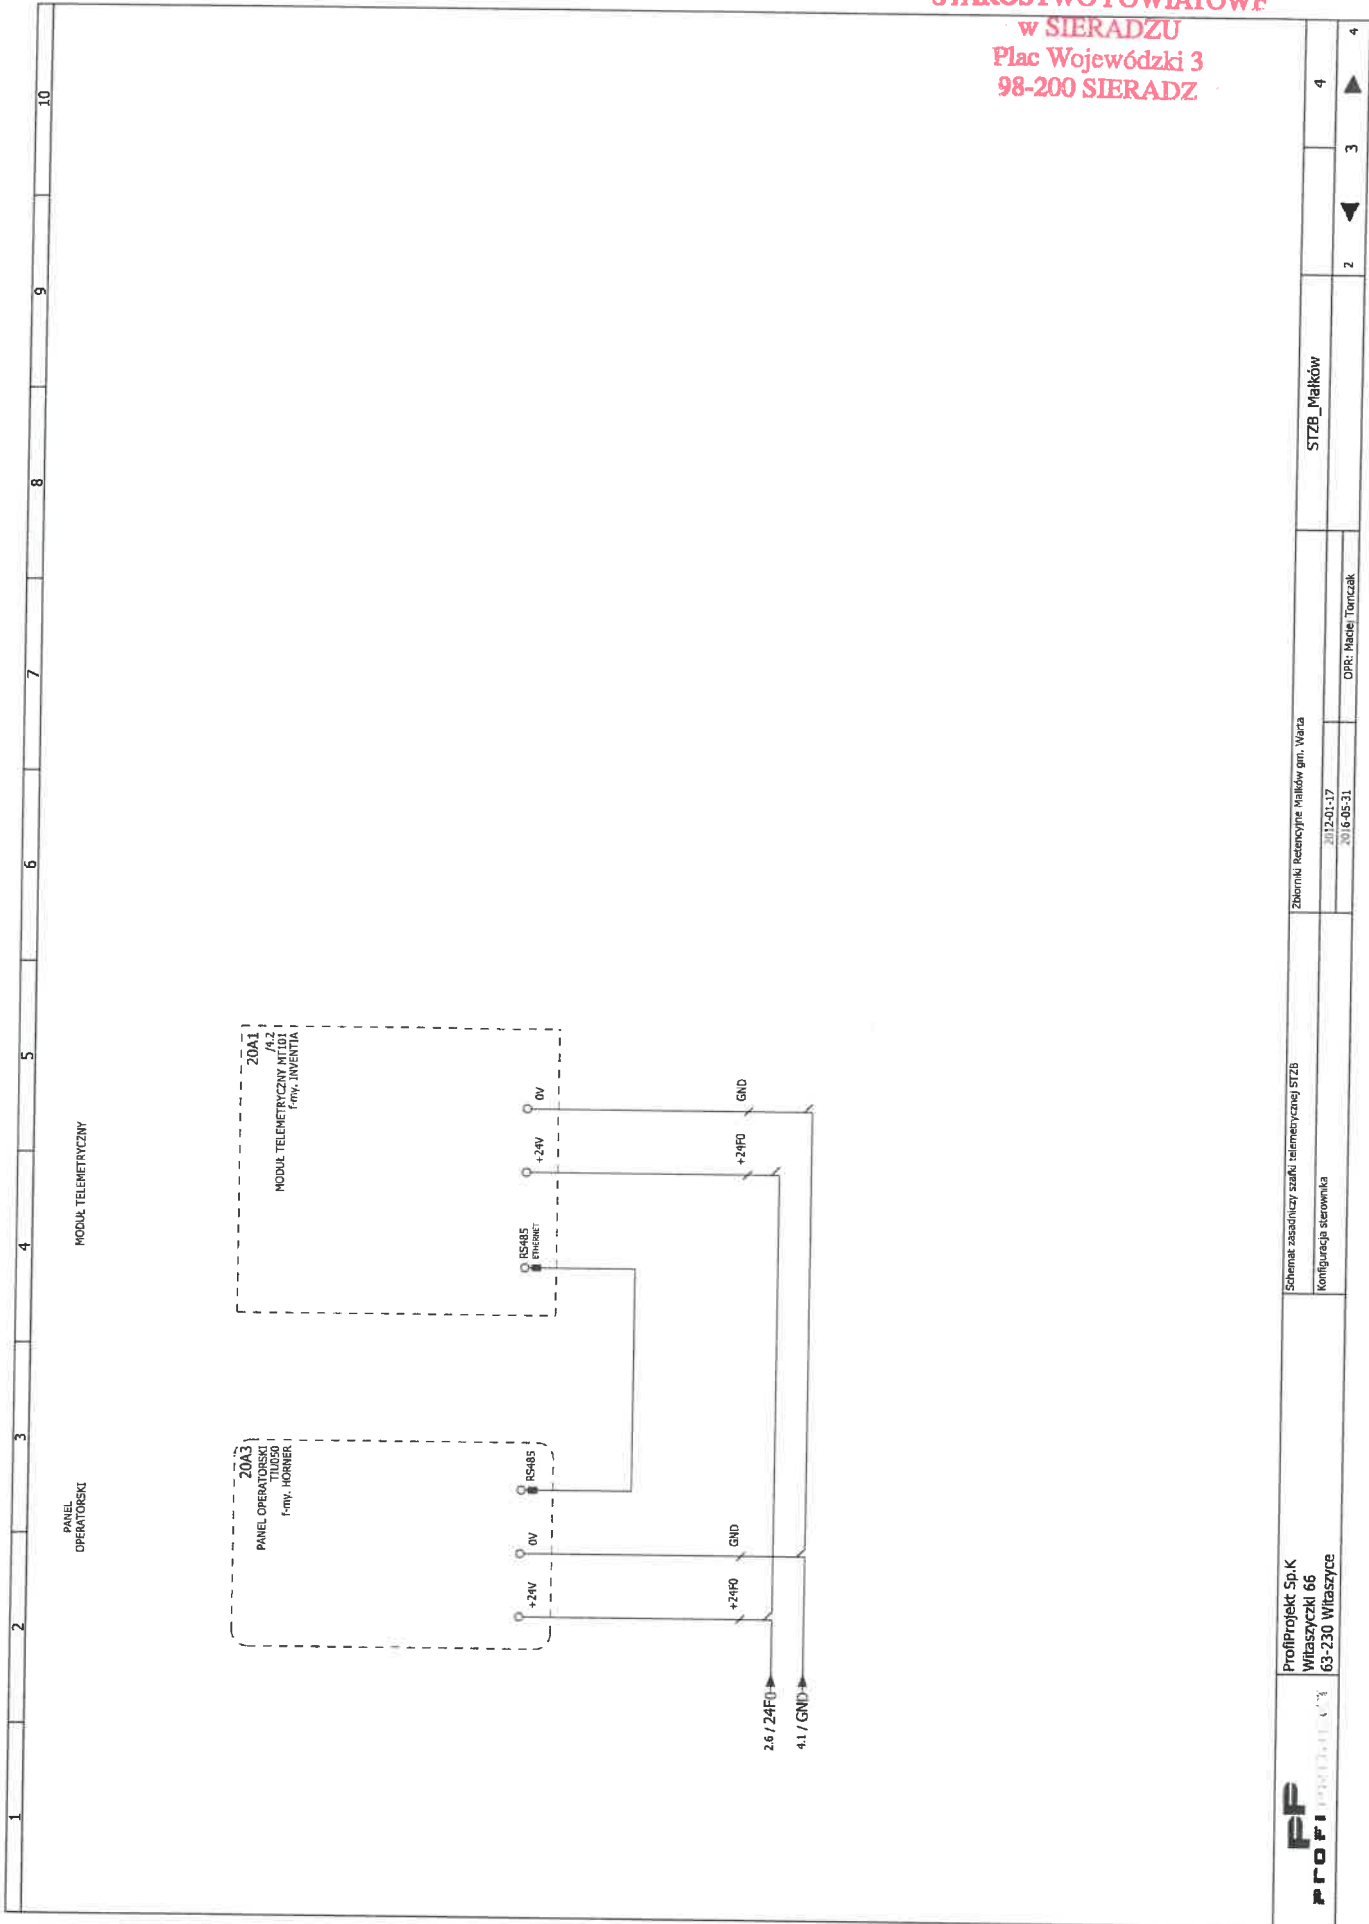 w SIERADZU
Plac Wojewódzki 3
98-200 SIERADZ
1 2 3 4 5 6 7 8 9 10
PANEL
OPERATORSKI
MODUŁ TELEMETRYCZNY
20A3
PANEL OPERATORSKI
TIU050
f-my. HORNER
+24V
0V
RS485
20A1
/4.2
MODUŁ TELEMETRYCZNY MT101
f-my. INVENTIA
RS485
ETHERNET
+24V
0V
+24F0
GND
+24F0
GND
2.6 / 24F0
4.1 / GND
PP
PROFI
ProfiProjekt Sp.K
Witaszyczki 66
63-230 Witaszyce
Schemat zasadniczy szafki telemetrycznej STZB
Konfiguracja sterownika
Zbiorniki Retencyjne Małków gm. Warta
2012-01-17
2016-05-31
OPR: Maciej Tomczak
STZB_Małków
4
2
3
4